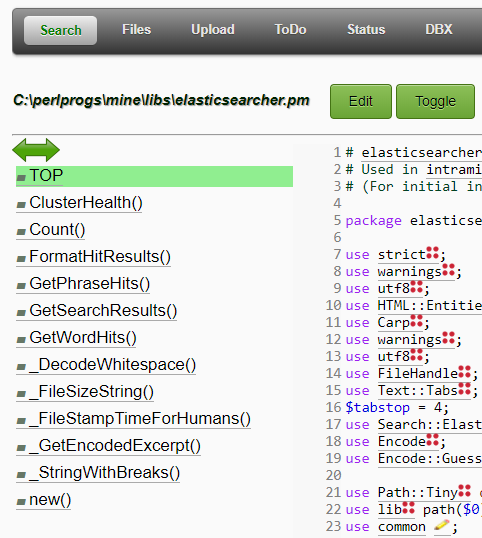 Search Files Upload ToDo Status DBX
C:\perlprogs\mine\libs\elasticsearcher.pm Edit Toggle
TOP
ClusterHealth()
Count()
FormatHitResults()
GetPhraseHits()
GetSearchResults()
GetWordHits()
_DecodeWhitespace()
_FileSizeString()
_FileStampTimeForHumans()
_GetEncodedExcerpt()
_StringWithBreaks()
new()
1 # elasticsearcher
2 # Used in intrami
3 # (For initial in
4
5 package elasticse
6
7 use strict;
8 use warnings;
9 use utf8;
10 use HTML::Entitie
11 use Carp;
12 use warnings;
13 use utf8;
14 use FileHandle;
15 use Text::Tabs;
16 $tabstop = 4;
17 use Search::Elast
18 use Encode;
19 use Encode::Guess
20
21 use Path::Tiny
22 use lib path($0)
23 use common ;